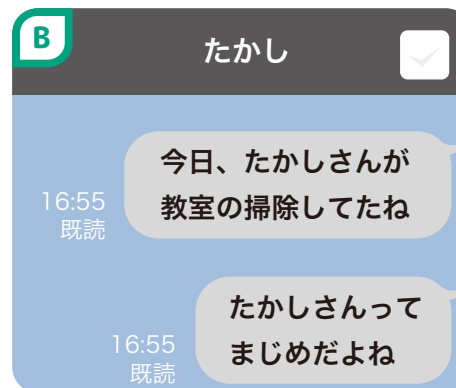 B
たかし
今日、たかしさんが
教室の掃除してたね
16:55
既読
たかしさんって
まじめだよね
16:55
既読